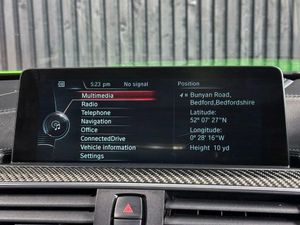 5:23 pm No signal Position
Multimedia
Radio
Telephone
Navigation
Office
ConnectedDrive
Vehicle information
Settings
Bunyan Road,
Bedford,Bedfordshire
Latitude:
52° 07' 27" N
Longitude:
0° 28' 16" W
Height 10 yd